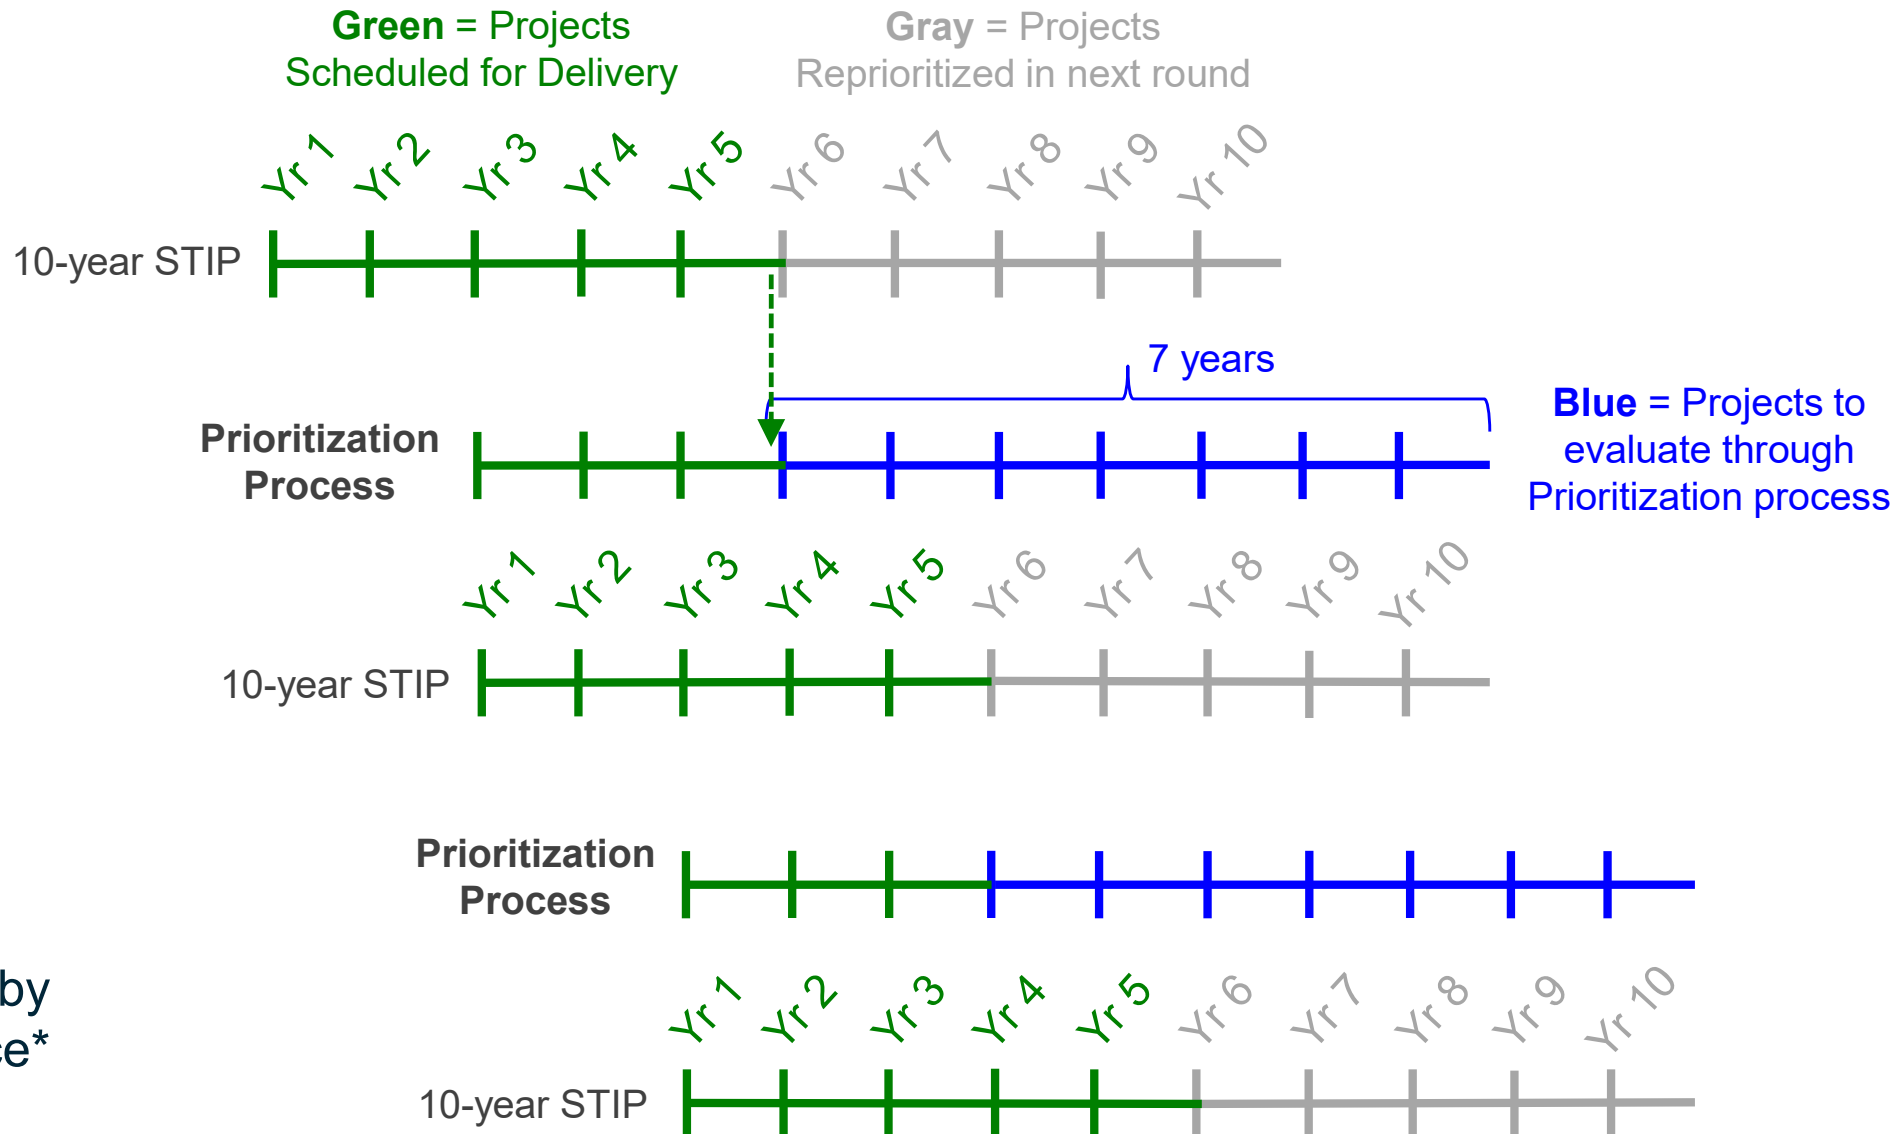 Green = Projects
Scheduled for Delivery
Gray = Projects
Reprioritized in next round
Yr 1 Yr 2 Yr 3 Yr 4 Yr 5 Yr 6 Yr 7 Yr 8 Yr 9 Yr 10
10-year STIP
7 years
Prioritization
Process
Blue = Projects to
evaluate through
Prioritization process
Yr 1 Yr 2 Yr 3 Yr 4 Yr 5 Yr 6 Yr 7 Yr 8 Yr 9 Yr 10
10-year STIP
Prioritization
Process
by
Yr 1 Yr 2 Yr 3 Yr 4 Yr 5 Yr 6 Yr 7 Yr 8 Yr 9 Yr 10
10-year STIP